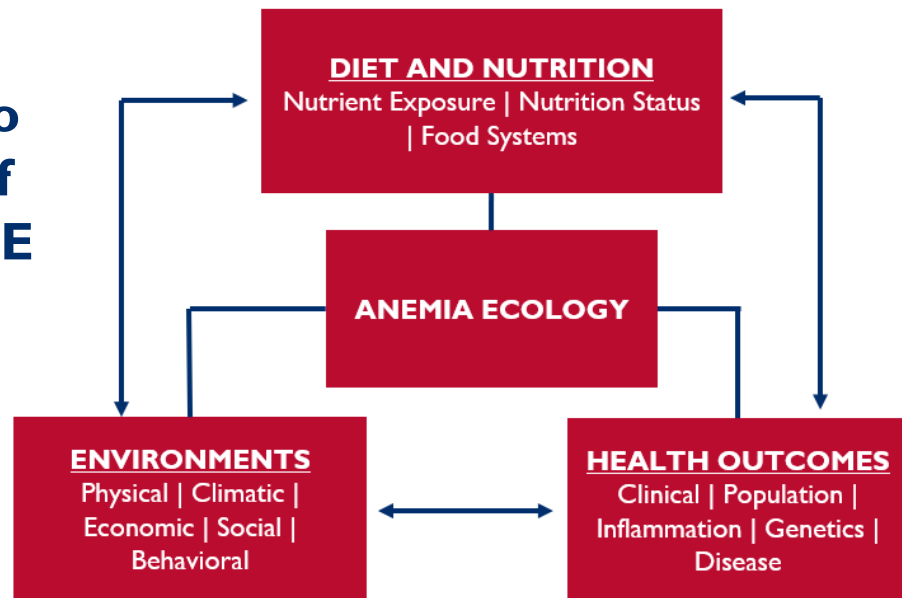 o
f
E
DIET AND NUTRITION
Nutrient Exposure | Nutrition Status
| Food Systems
ANEMIA ECOLOGY
ENVIRONMENTS
Physical | Climatic |
Economic | Social |
Behavioral
HEALTH OUTCOMES
Clinical | Population |
Inflammation | Genetics |
Disease